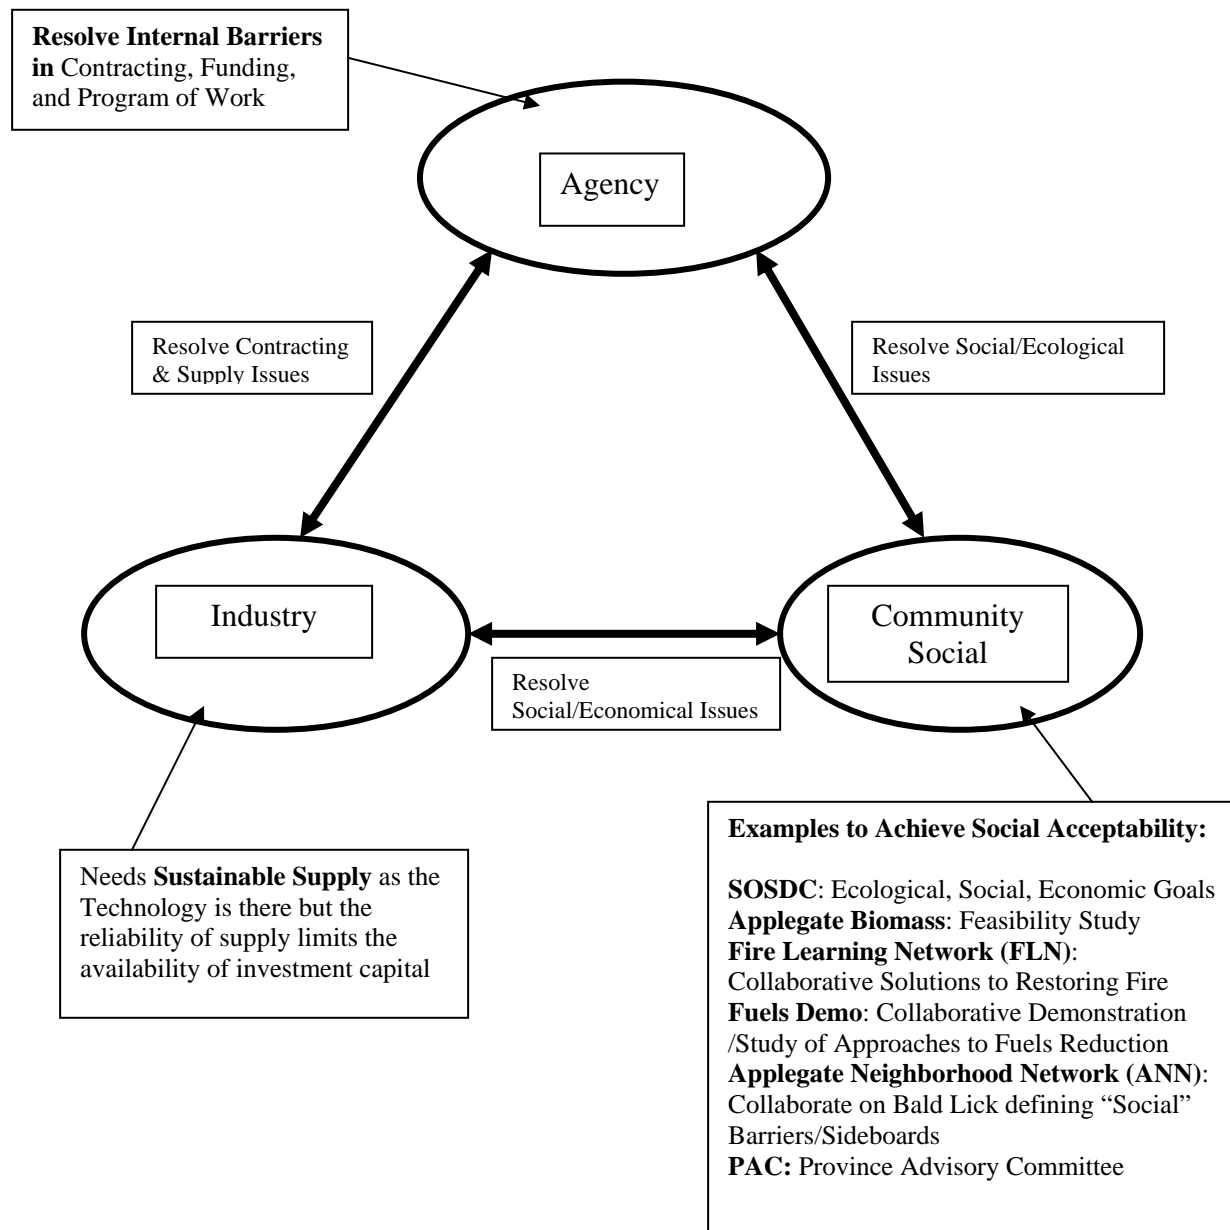 Resolve Internal Barriers
in Contracting, Funding,
and Program of Work
Agency
Resolve Contracting
& Supply Issues
Resolve Social/Ecological
Issues
Industry
Community
Social
Resolve
Social/Economical Issues
Needs Sustainable Supply as the
Technology is there but the
reliability of supply limits the
availability of investment capital
Examples to Achieve Social Acceptability:
SOSDC: Ecological, Social, Economic Goals
Applegate Biomass: Feasibility Study
Fire Learning Network (FLN):
Collaborative Solutions to Restoring Fire
Fuels Demo: Collaborative Demonstration
/Study of Approaches to Fuels Reduction
Applegate Neighborhood Network (ANN):
Collaborate on Bald Lick defining “Social”
Barriers/Sideboards
PAC: Province Advisory Committee